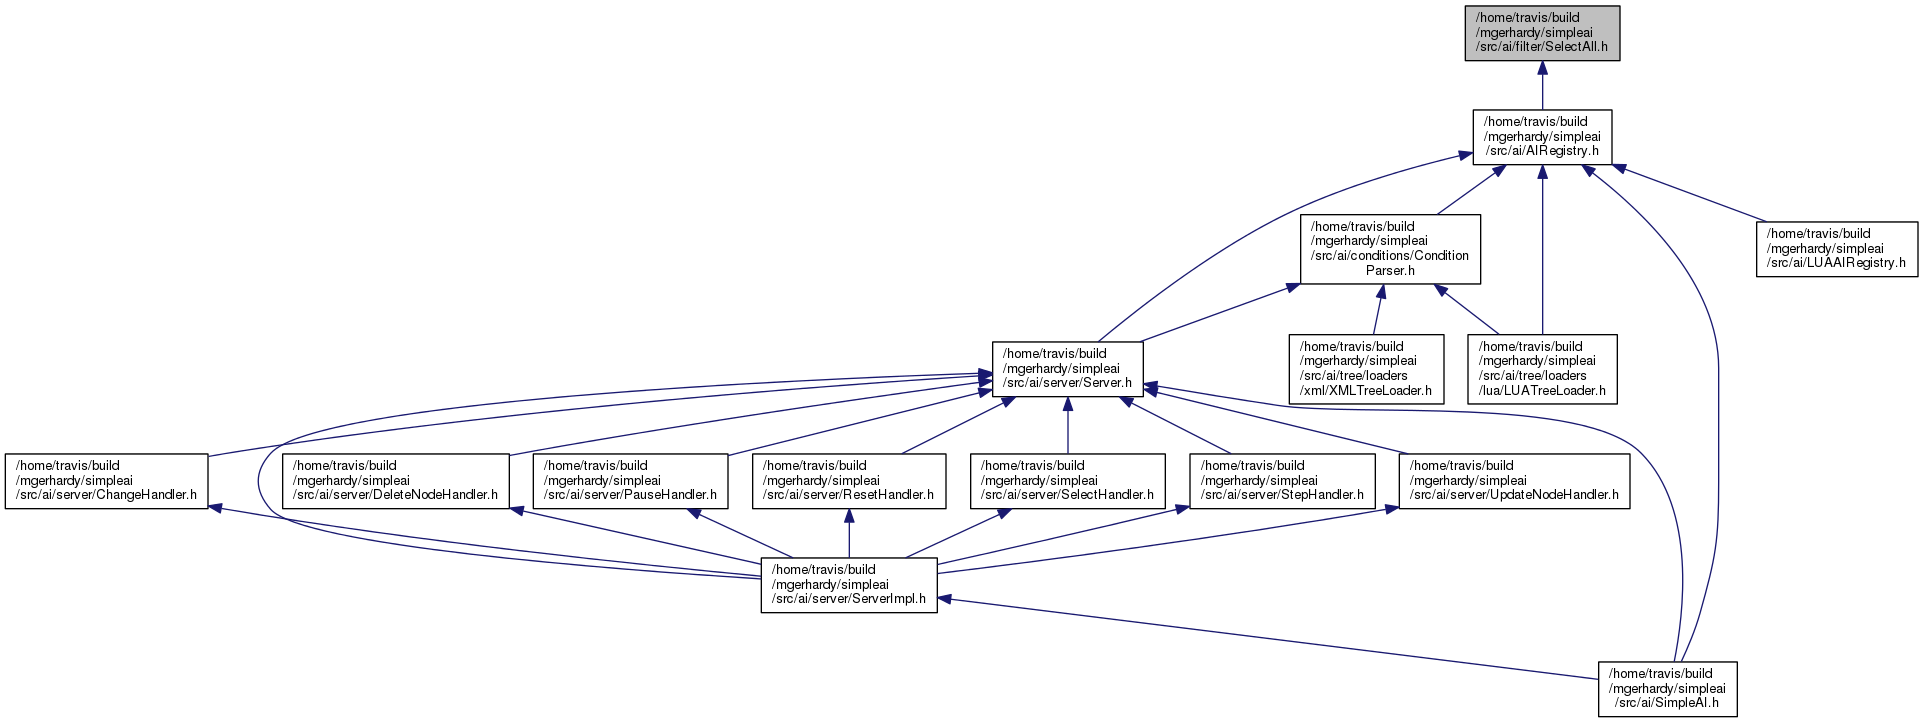 /home/travis/build
/mgerhardy/simpleai
/src/ai/filter/SelectAll.h
/home/travis/build
/mgerhardy/simpleai
/src/ai/AIRegistry.h
/home/travis/build
/mgerhardy/simpleai
/src/ai/conditions/Condition
Parser.h
/home/travis/build
/mgerhardy/simpleai
/src/ai/LUAAIRegistry.h
/home/travis/build
/mgerhardy/simpleai
/src/ai/server/Server.h
/home/travis/build
/mgerhardy/simpleai
/src/ai/tree/loaders
/xml/XMLTreeLoader.h
/home/travis/build
/mgerhardy/simpleai
/src/ai/tree/loaders
/lua/LUATreeLoader.h
/home/travis/build
/mgerhardy/simpleai
/src/ai/server/ChangeHandler.h
/home/travis/build
/mgerhardy/simpleai
/src/ai/server/DeleteNodeHandler.h
/home/travis/build
/mgerhardy/simpleai
/src/ai/server/PauseHandler.h
/home/travis/build
/mgerhardy/simpleai
/src/ai/server/ResetHandler.h
/home/travis/build
/mgerhardy/simpleai
/src/ai/server/SelectHandler.h
/home/travis/build
/mgerhardy/simpleai
/src/ai/server/StepHandler.h
/home/travis/build
/mgerhardy/simpleai
/src/ai/server/UpdateNodeHandler.h
/home/travis/build
/mgerhardy/simpleai
/src/ai/server/ServerImpl.h
/home/travis/build
/mgerhardy/simpleai
/src/ai/SimpleAI.h